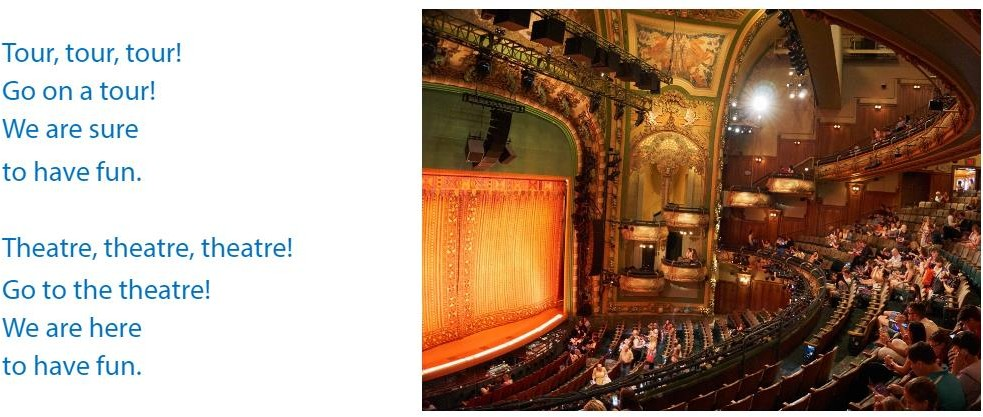 Tour, tour, tour!
Go on a tour!
We are sure
to have fun.
Theatre, theatre, theatre!
Go to the theatre!
We are here
to have fun.